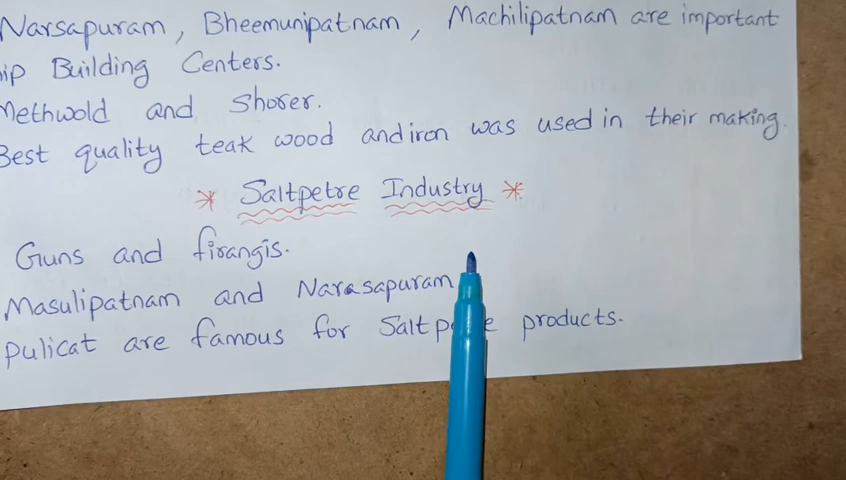 Narsapuram, Bheemunipatnam, Machilipatnam are important
ip Building Centers.
Methwold and Shorer.
Best quality teak wood and iron was used in their making.
* Saltpetre Industry *
Guns and firangis.
Masulipatnam and Narasapuram
Pulicat are famous for Saltpetre products.